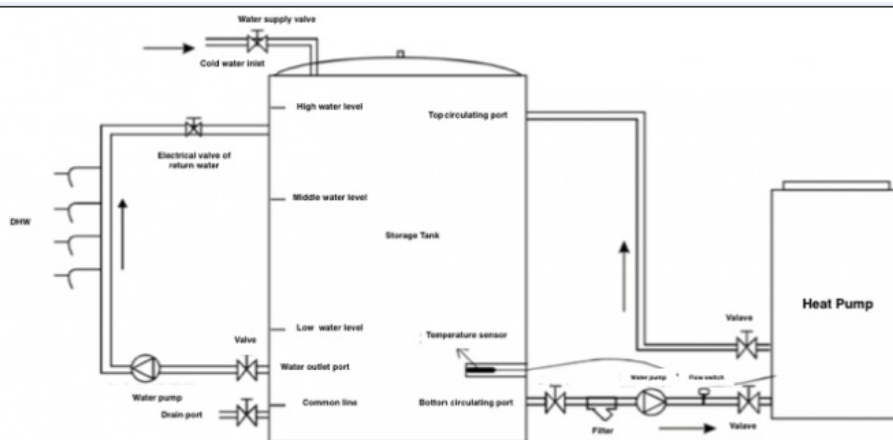 Water supply valve
Cold water inlet
High water level
Top circulating port
Electrical valve of
return water
Middle water level
DHW
Storage Tank
Heat Pump
Low water level
Temperature sensor
Valave
Valve
Water outlet port
Water pump
Flow switch
Water pump
Common line
Botton circulating port
Drain port
Filter
Valave